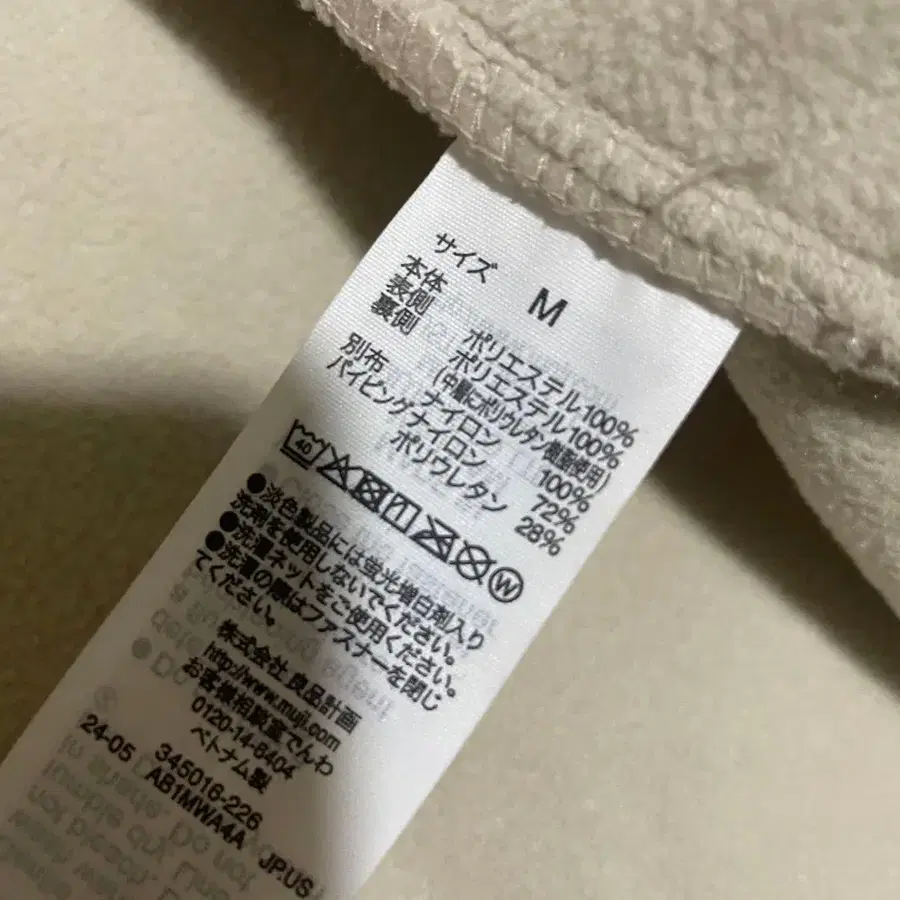 サイズ M
本体
表側 ポリエステル100%
裏側 ポリエステル100%
(中層にポリウレタン樹脂使用)
別布 ナイロン 100%
パイピング ナイロン 72%
ポリウレタン 28%
40 W
●淡色製品には蛍光増白剤入り
洗剤を使用しないでください。
●洗濯ネットをご使用ください。
●洗濯の際はファスナーを閉じ
てください。
株式会社 良品計画
http://www.muji.com
お客様相談室でんわ
0120-14-6404
ベトナム製
345016-226
24-05 AB1MWA4A JP.US